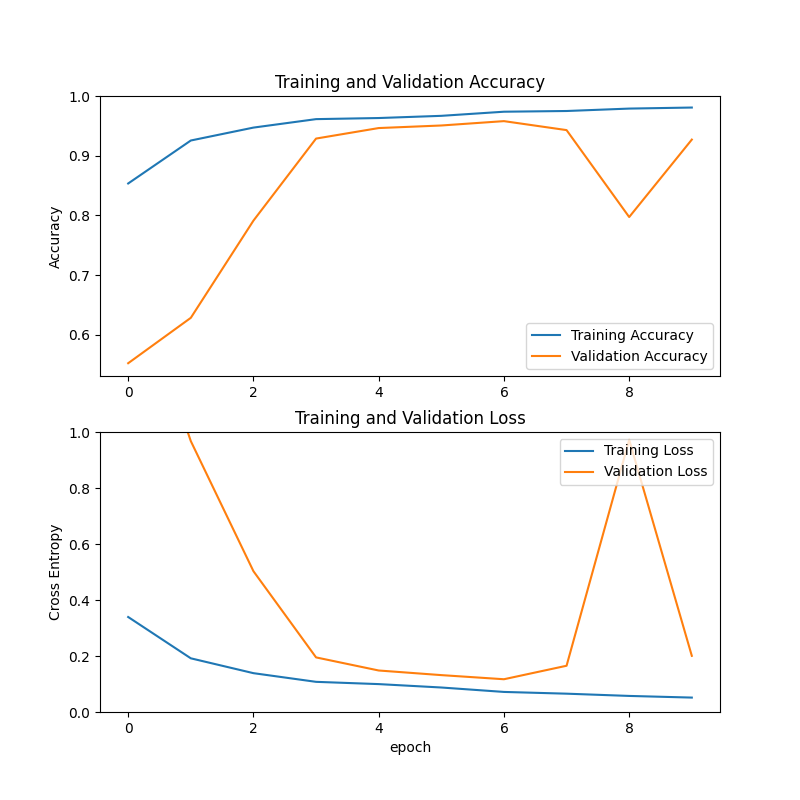 Training and Validation Accuracy
1.0
0.9
0.8
0.7
0.6
Accuracy
Training Accuracy
Validation Accuracy
0 2 4 6 8
Training and Validation Loss
1.0
0.8
0.6
0.4
0.2
0.0
Cross Entropy
Training Loss
Validation Loss
0 2 4 6 8
epoch